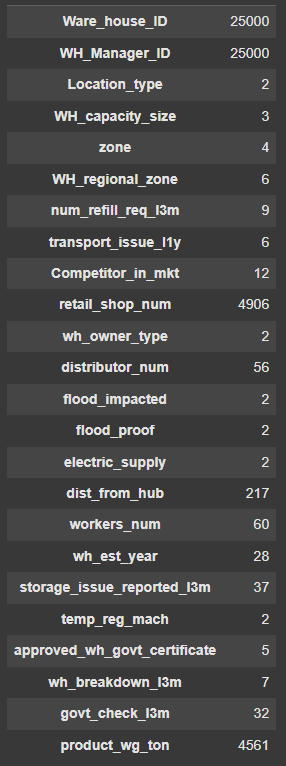 Ware_house_ID 25000
WH_Manager_ID 25000
Location_type 2
WH_capacity_size 3
zone 4
WH_regional_zone 6
num_refill_req_l3m 9
transport_issue_l1y 6
Competitor_in_mkt 12
retail_shop_num 4906
wh_owner_type 2
distributor_num 56
flood_impacted 2
flood_proof 2
electric_supply 2
dist_from_hub 217
workers_num 60
wh_est_year 28
storage_issue_reported_l3m 37
temp_reg_mach 2
approved_wh_govt_certificate 5
wh_breakdown_l3m 7
govt_check_l3m 32
product_wg_ton 4561